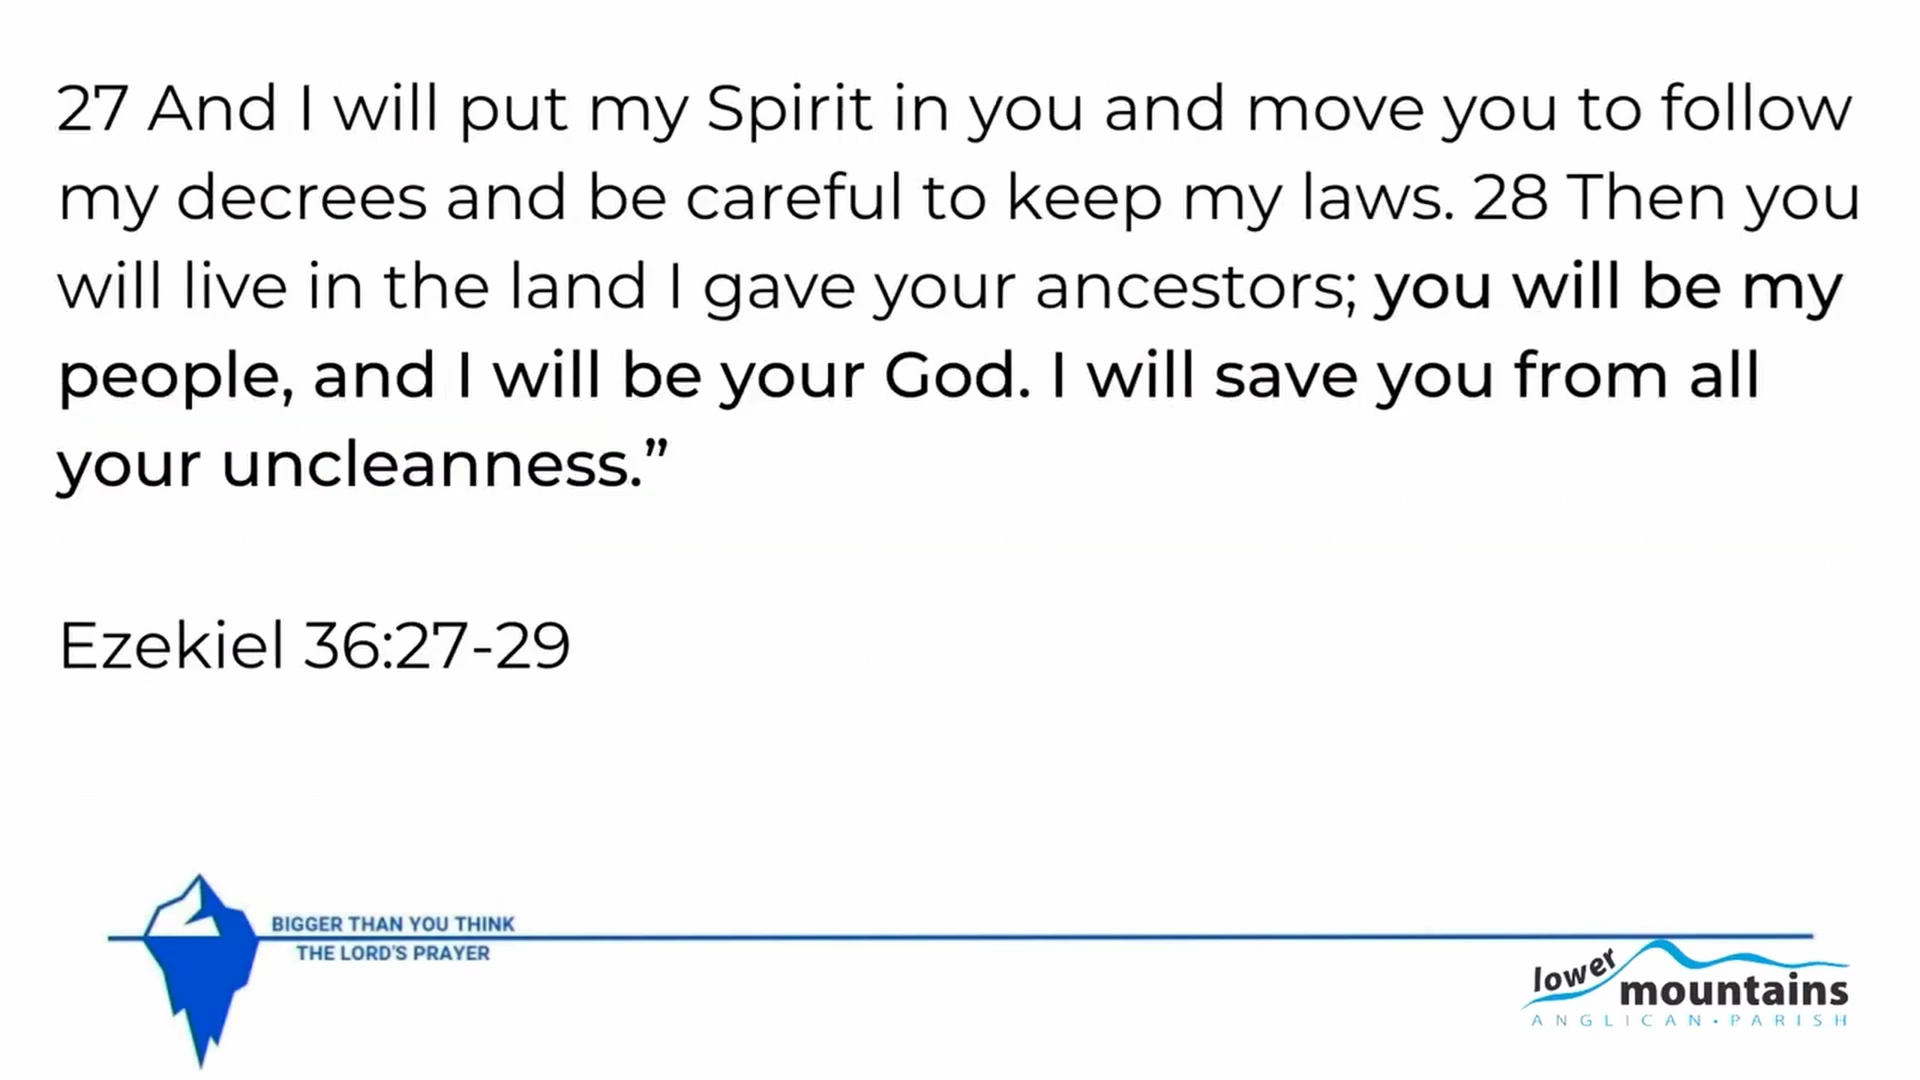 27 And I will put my Spirit in you and move you to follow
my decrees and be careful to keep my laws. 28 Then you
will live in the land I gave your ancestors; you will be my
people, and I will be your God. I will save you from all
your uncleanness.”
Ezekiel 36:27-29
BIGGER THAN YOU THINK
THE LORD'S PRAYER
lower
mountains
ANGLICAN • PARISH